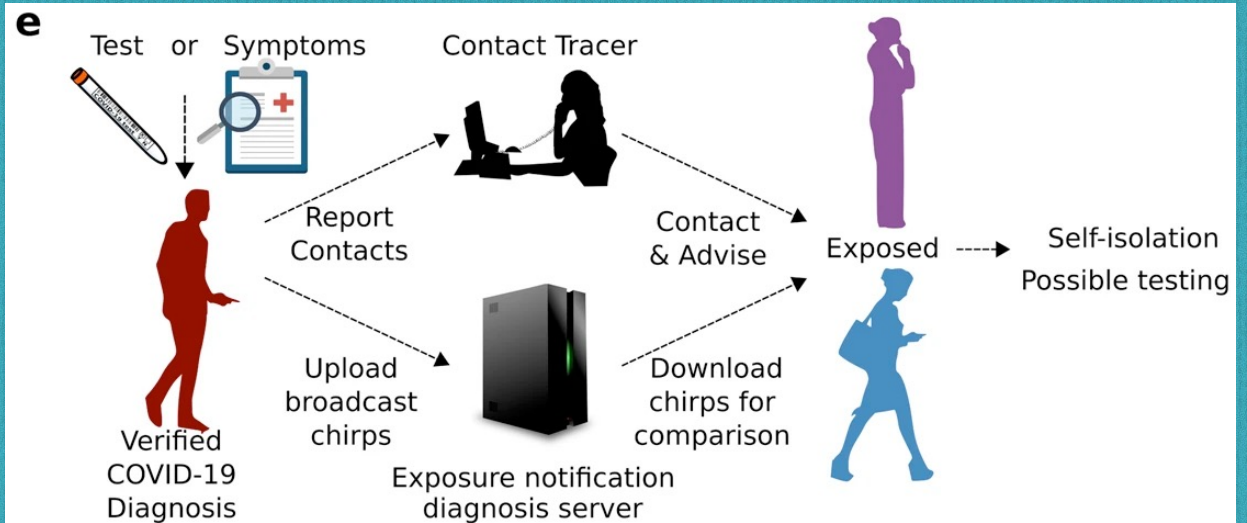 e
Test or Symptoms
Contact Tracer
Report
Contacts
Contact
& Advise
Exposed
Self-isolation
Possible testing
Upload
broadcast
chirps
Download
chirps for
comparison
Verified
COVID-19
Diagnosis
Exposure notification
diagnosis server